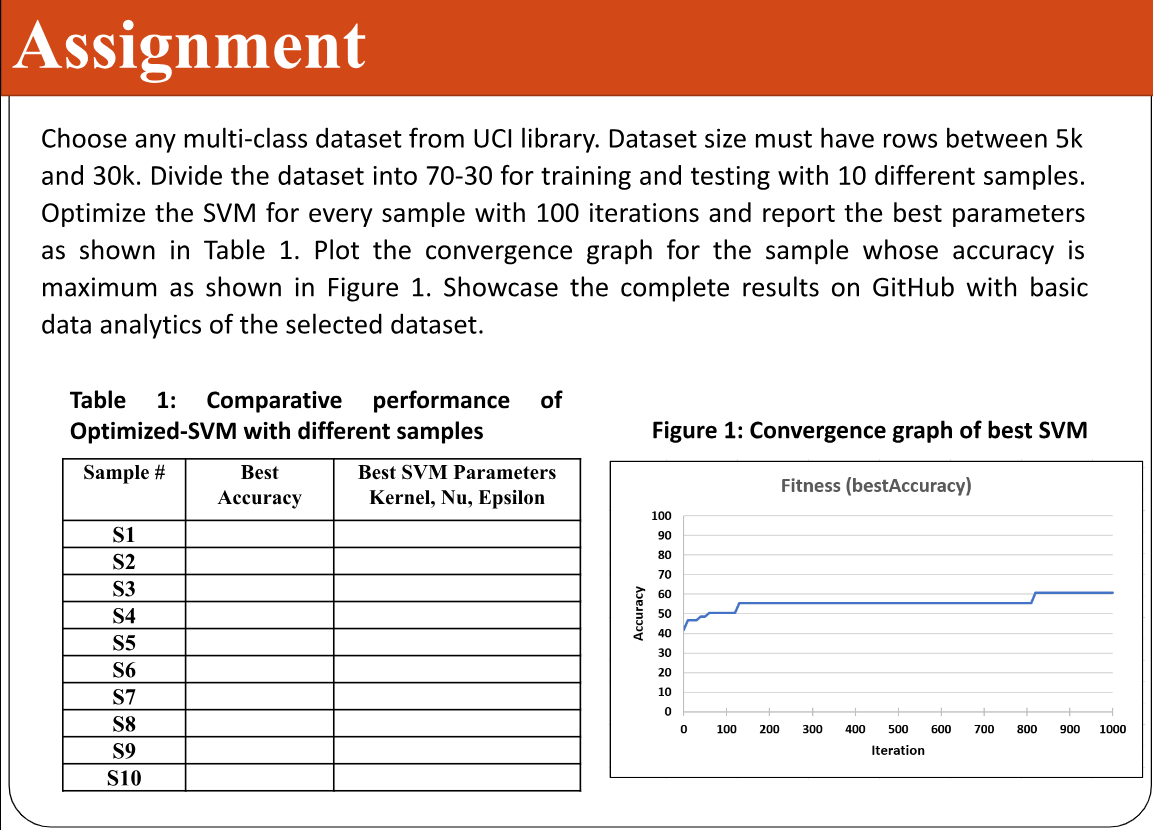 Assignment
Choose any multi-class dataset from UCI library. Dataset size must have rows between 5k
and 30k. Divide the dataset into 70-30 for training and testing with 10 different samples.
Optimize the SVM for every sample with 100 iterations and report the best parameters
as shown in Table 1. Plot the convergence graph for the sample whose accuracy is
maximum as shown in Figure 1. Showcase the complete results on GitHub with basic
data analytics of the selected dataset.
Table 1: Comparative performance of
Optimized-SVM with different samples
Sample # Best Best SVM Parameters
Accuracy Kernel, Nu, Epsilon
S1
S2
S3
S4
S5
S6
S7
S8
S9
S10
Figure 1: Convergence graph of best SVM
Fitness (bestAccuracy)
100
90
80
70
60
50
40
30
20
10
0
Accuracy
0 100 200 300 400 500 600 700 800 900 1000
Iteration